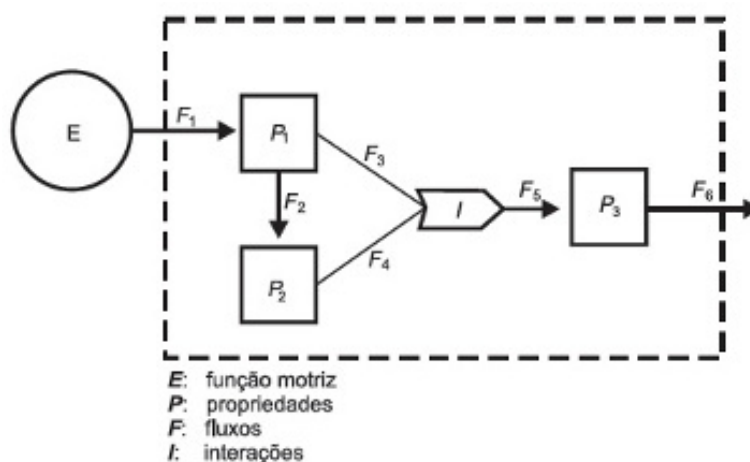 E
F₁
P₁
F₃
F₂
I
F₅
P₃
F₆
F₄
P₂
E: função motriz
P: propriedades
F: fluxos
I: interações